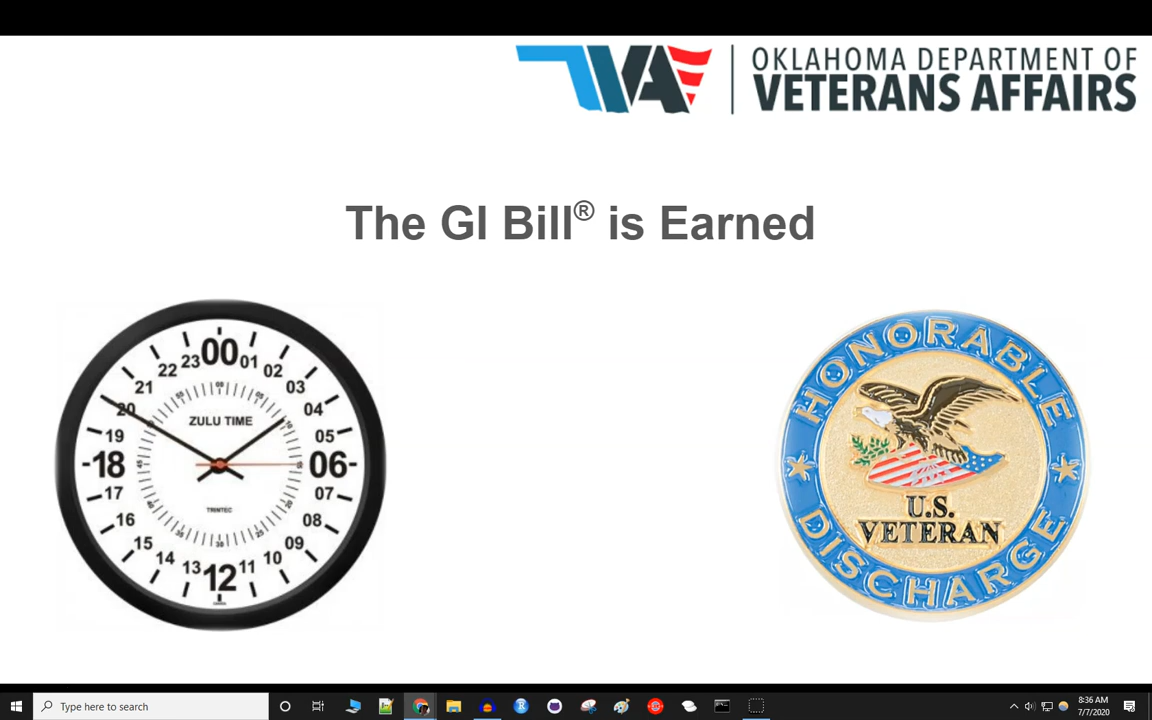 OKLAHOMA DEPARTMENT OF
VETERANS AFFAIRS
The GI Bill® is Earned
00
23
01
22
02
21
03
20
04
ZULU TIME
19
05
18
06
17
07
TRINTEC
16
08
15
09
14
10
13
11
12
HONORABLE
U.S.
VETERAN
DISCHARGE
Type here to search
8:36 AM
7/7/2020